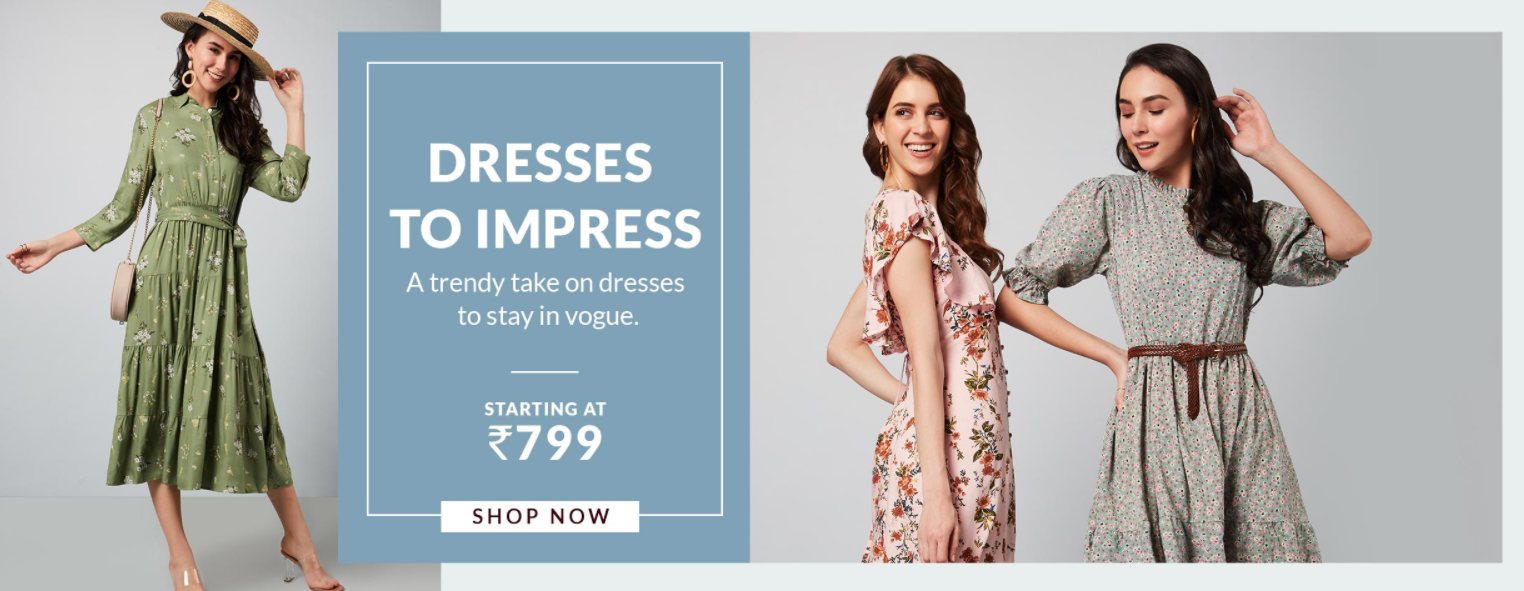 DRESSES
TO IMPRESS
A trendy take on dresses
to stay in vogue.
STARTING AT
₹799
SHOP NOW